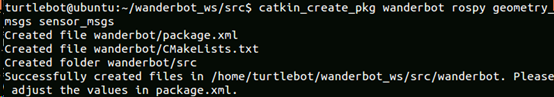 turtlebot@ubuntu:~/wanderbot_ws/src$ catkin_create_pkg wanderbot rospy geometry_
msgs sensor_msgs
Created file wanderbot/package.xml
Created file wanderbot/CMakeLists.txt
Created folder wanderbot/src
Successfully created files in /home/turtlebot/wanderbot_ws/src/wanderbot. Please
 adjust the values in package.xml.